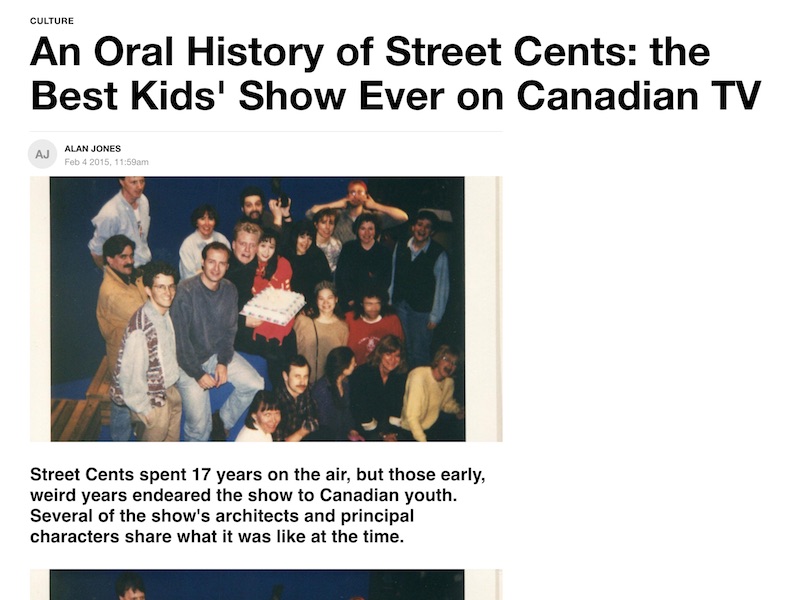 CULTURE
An Oral History of Street Cents: the
Best Kids' Show Ever on Canadian TV
AJ
ALAN JONES
Feb 4 2015, 11:59am
Street Cents spent 17 years on the air, but those early,
weird years endeared the show to Canadian youth.
Several of the show's architects and principal
characters share what it was like at the time.